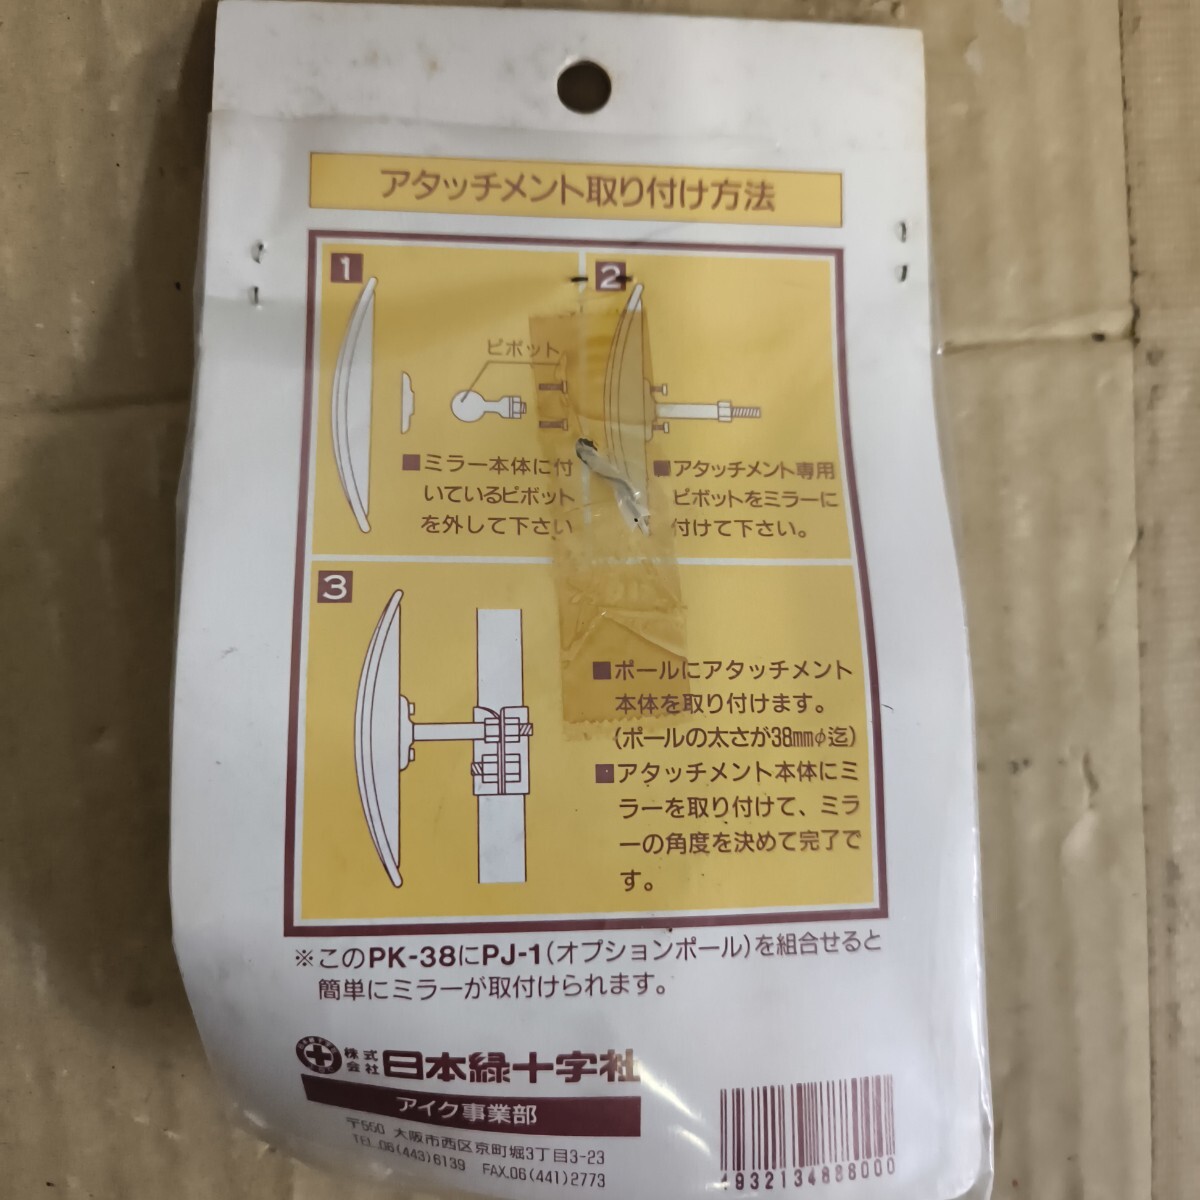 アタッチメント取り付け方法
1
ピボット
■ミラー本体に付
いているピボット
を外して下さい
2
■アタッチメント専用
ピボットをミラーに
付けて下さい。
3
■ポールにアタッチメント
本体を取り付けます。
(ポールの太さが38mmφ迄)
■アタッチメント本体にミ
ラーを取り付けて、ミラ
ーの角度を決めて完了で
す。
※このPK-38にPJ-1(オプションポール)を組合せると
簡単にミラーが取付けられます。
株式会社 日本緑十字社
アイク事業部
〒550 大阪市西区京町堀3丁目3-23
TEL.06(443)6139 FAX.06(441)2773
4932134888000